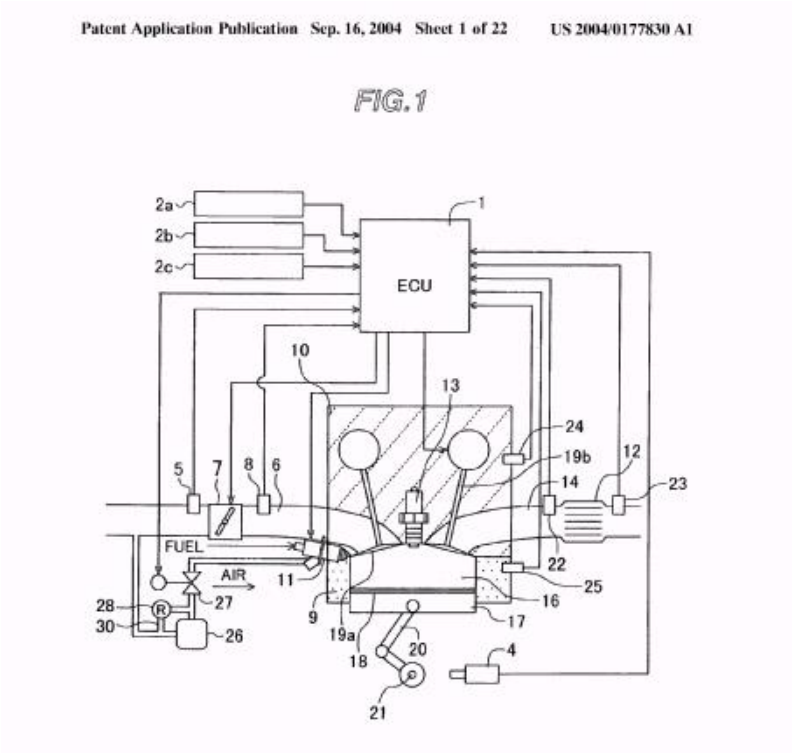 Patent Application Publication Sep. 16, 2004 Sheet 1 of 22 US 2004/0177830 A1
FIG.1
2a
2b
2c
1
ECU
10
13
24
5
7
8
6
19b
14
12
23
FUEL
22
AIR
11
25
28
R
27
9
16
30
19a
17
26
18
20
4
21